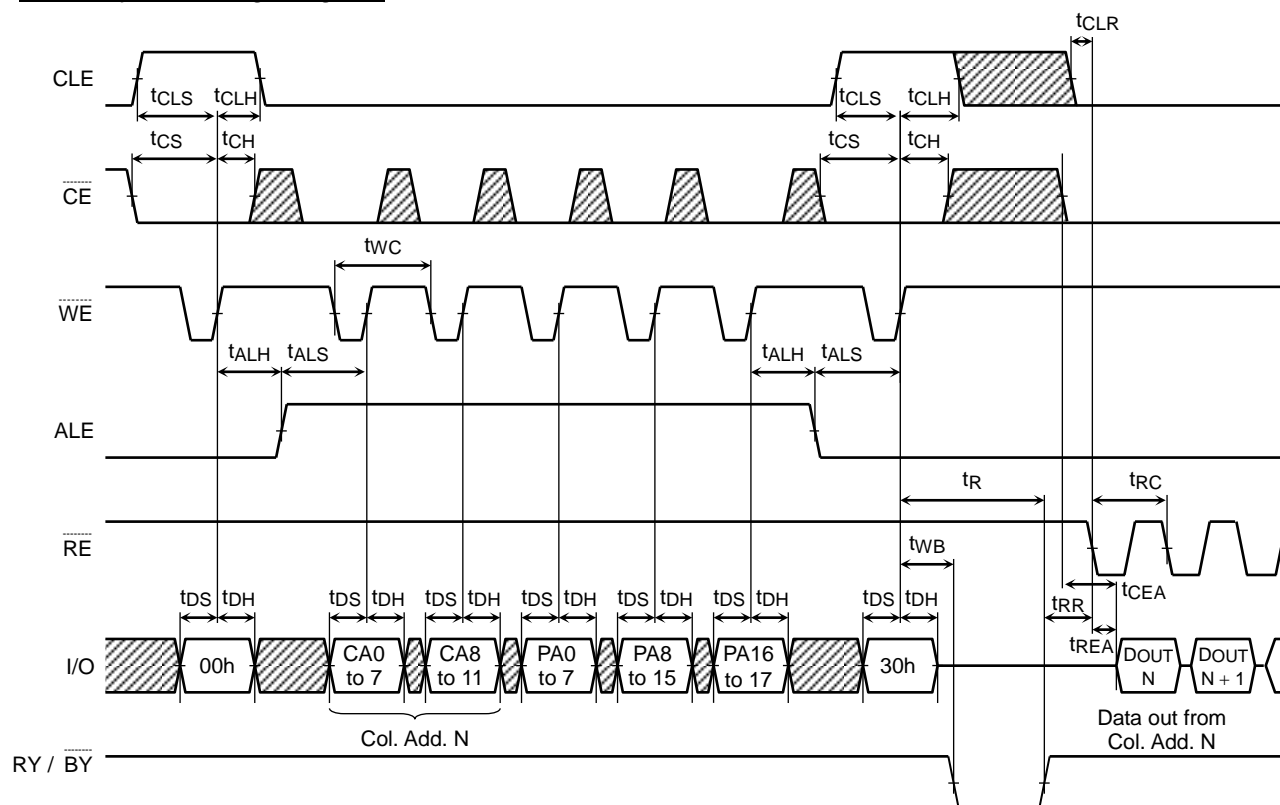 tCLR
CLE
tCLS tCLH tCLS tCLH
tCS tCH tCS tCH
CE
tWC
WE
tALH tALS tALH tALS
ALE
tR tRC
RE
tWB
tDS tDH tDS tDH tDS tDH tDS tDH tDS tDH tDS tDH tDS tDH tRR tCEA
tREA
I/O 00h CA0 to 7 CA8 to 11 PA0 to 7 PA8 to 15 PA16 to 17 30h DOUT N DOUT N + 1
Col. Add. N
Data out from
Col. Add. N
RY / BY